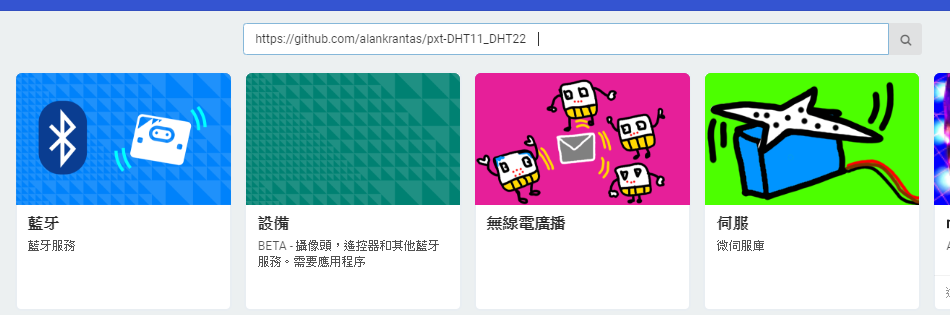 https://github.com/alankrantas/pxt-DHT11_DHT22
藍牙
藍牙服務
設備
BETA - 攝像頭，遙控器和其他藍牙
服務。需要應用程序
無線電廣播
伺服
微伺服庫